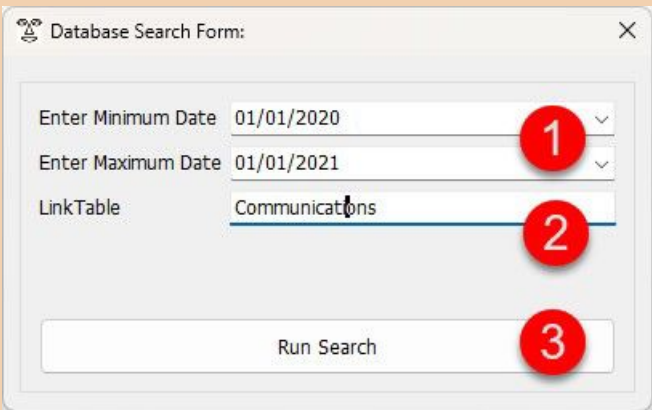 Database Search Form:
Enter Minimum Date 01/01/2020
1
Enter Maximum Date 01/01/2021
LinkTable Communications
2
Run Search
3